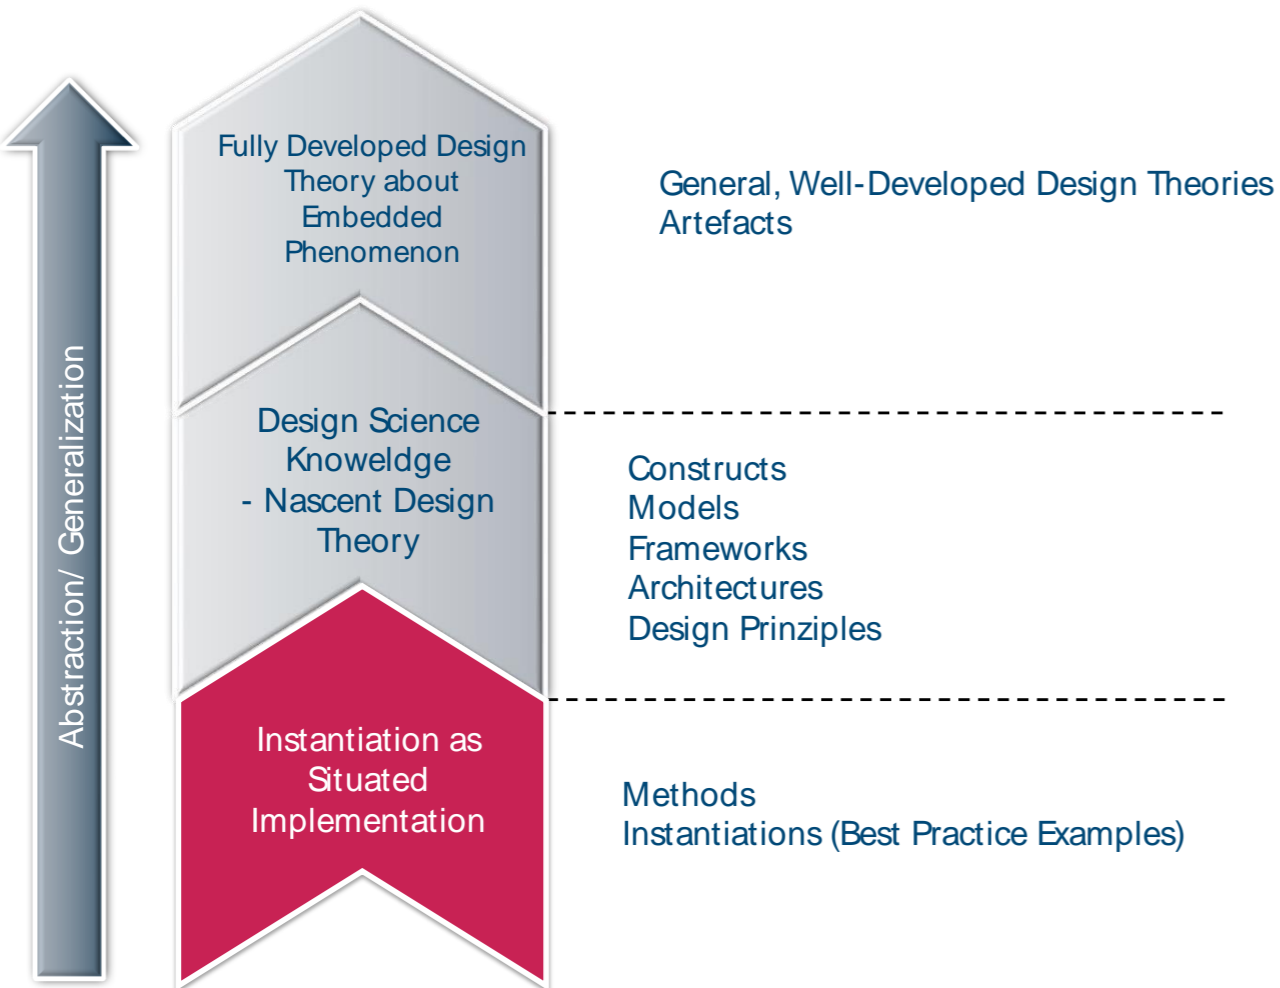 Fully Developed Design
Theory about
Embedded
Phenomenon
General, Well-Developed Design Theories
Artefacts
Abstraction/ Generalization
Design Science
Knoweldge
- Nascent Design
Theory
Constructs
Models
Frameworks
Architectures
Design Prinziples
Instantiation as
Situated
Implementation
Methods
Instantiations (Best Practice Examples)